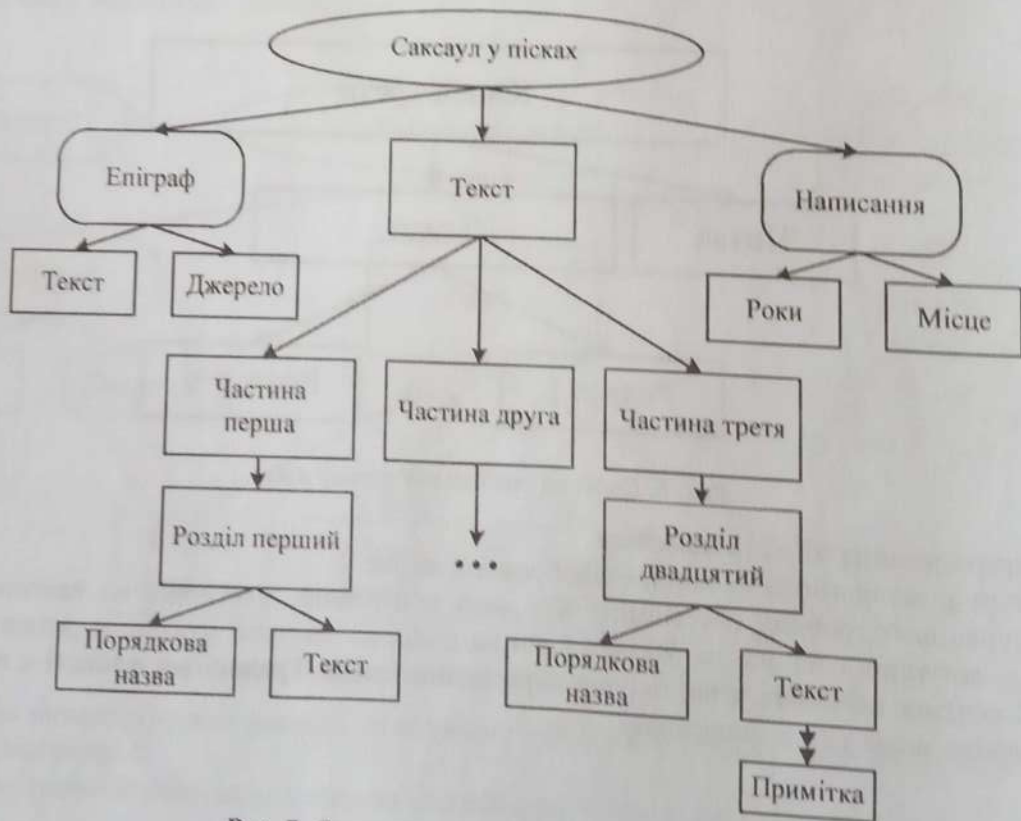 Саксаул у пісках
Епіграф
Текст
Написання
Текст
Джерело
Роки
Місце
Частина
перша
Частина друга
Частина третя
Розділ перший
...
Розділ
двадцятий
Порядкова
назва
Текст
Порядкова
назва
Текст
Примітка